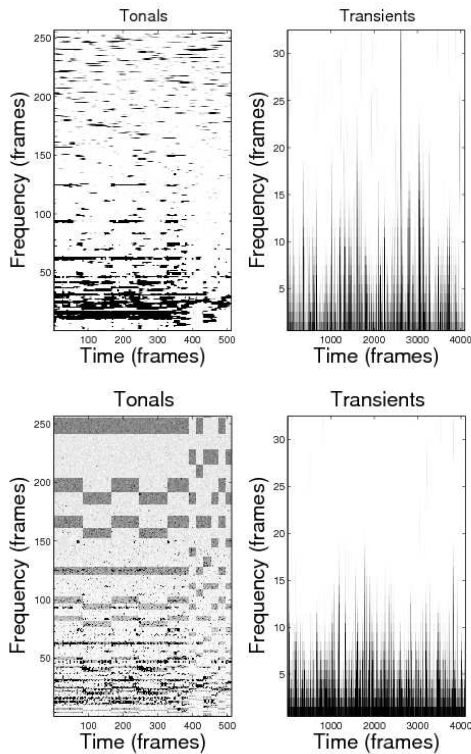 Tonals
Transients
Frequency (frames)
250
200
150
100
50
100 200 300 400 500
Time (frames)
Frequency (frames)
30
25
20
15
10
5
1000 2000 3000 4000
Time (frames)
Tonals
Transients
Frequency (frames)
250
200
150
100
50
100 200 300 400 500
Time (frames)
Frequency (frames)
30
25
20
15
10
5
1000 2000 3000 4000
Time (frames)